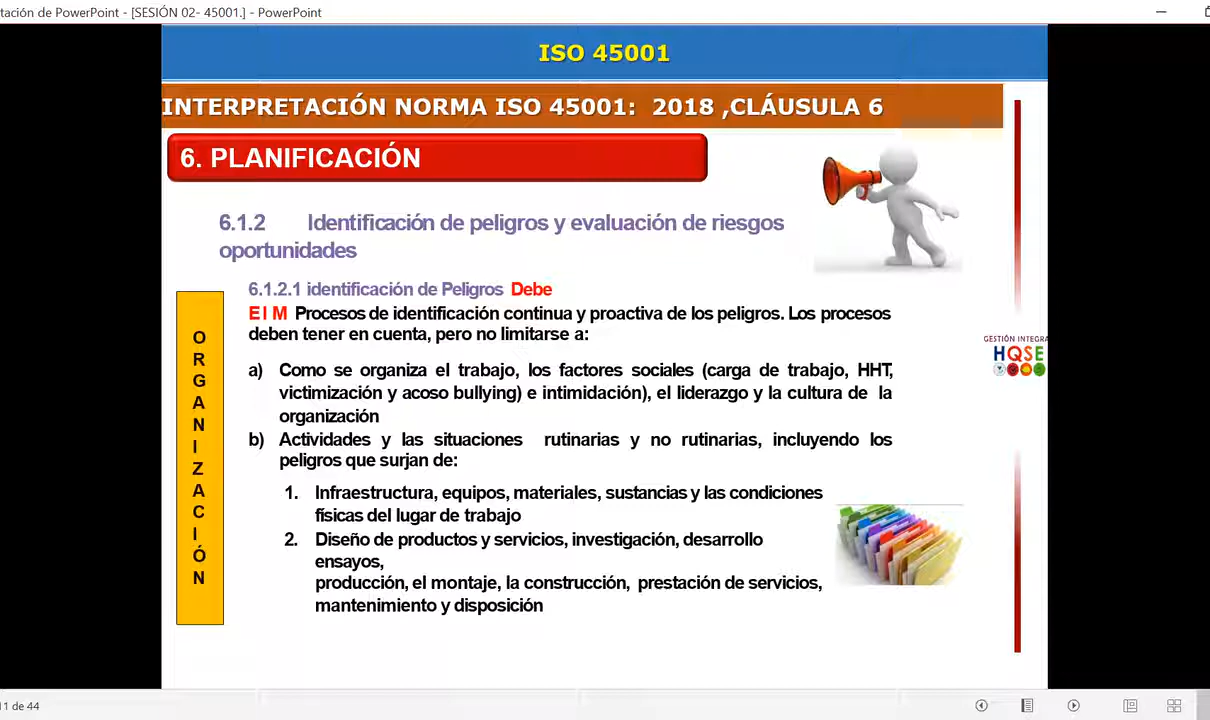 tación de PowerPoint - [SESIÓN 02- 45001.] - PowerPoint
ISO 45001
INTERPRETACIÓN NORMA ISO 45001: 2018 ,CLÁUSULA 6
6. PLANIFICACIÓN
6.1.2 Identificación de peligros y evaluación de riesgos
oportunidades
6.1.2.1 identificación de Peligros Debe
E I M Procesos de identificación continua y proactiva de los peligros. Los procesos
deben tener en cuenta, pero no limitarse a:
a) Como se organiza el trabajo, los factores sociales (carga de trabajo, HHT,
victimización y acoso bullying) e intimidación), el liderazgo y la cultura de la
organización
b) Actividades y las situaciones rutinarias y no rutinarias, incluyendo los
peligros que surjan de:
1. Infraestructura, equipos, materiales, sustancias y las condiciones
físicas del lugar de trabajo
2. Diseño de productos y servicios, investigación, desarrollo
ensayos,
producción, el montaje, la construcción, prestación de servicios,
mantenimiento y disposición
O
R
G
A
N
I
Z
A
C
I
Ó
N
GESTIÓN INTEGRA
HQSE
11 de 44